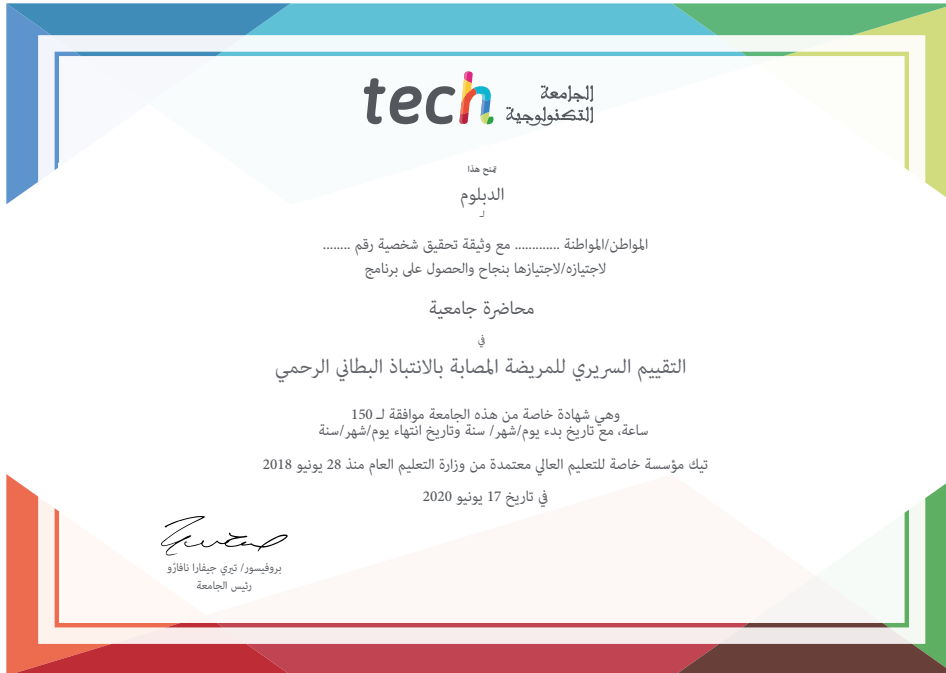 tech الجامعة
التكنولوجية
تمنح هذا
الدبلوم
لـ
المواطن/المواطنة ............. مع وثيقة تحقيق شخصية رقم ........
لاجتيازه/لاجتيازها بنجاح والحصول على برنامج
محاضرة جامعية
في
التقييم السريري للمريضة المصابة بالانتباذ البطاني الرحمي
وهي شهادة خاصة من هذه الجامعة موافقة لـ 150
ساعة، مع تاريخ بدء يوم/شهر/ سنة وتاريخ انتهاء يوم/شهر/سنة
تيك مؤسسة خاصة للتعليم العالي معتمدة من وزارة التعليم العام منذ 28 يونيو 2018
في تاريخ 17 يونيو 2020
بروفيسور/ تيري جيفارا نافارّو
رئيس الجامعة